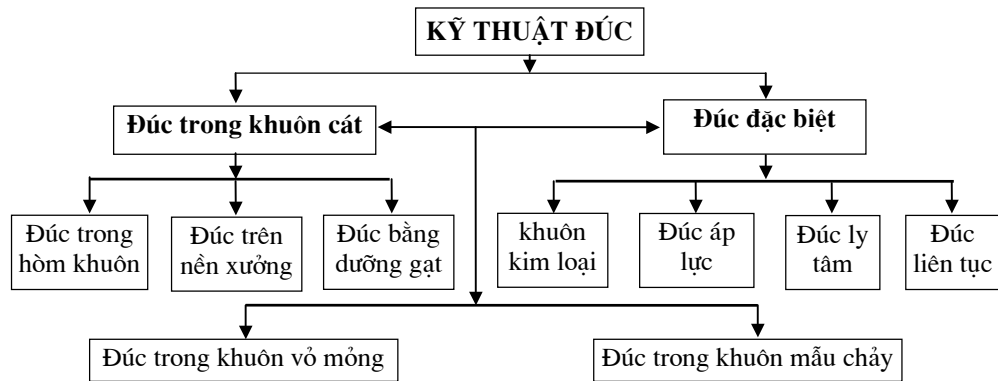 KỸ THUẬT ĐÚC
Đúc trong khuôn cát
Đúc đặc biệt
Đúc trong
hòm khuôn
Đúc trên
nền xưởng
Đúc bằng
dưỡng gạt
khuôn
kim loại
Đúc áp
lực
Đúc ly
tâm
Đúc
liên tục
Đúc trong khuôn vỏ mỏng
Đúc trong khuôn mẫu chảy